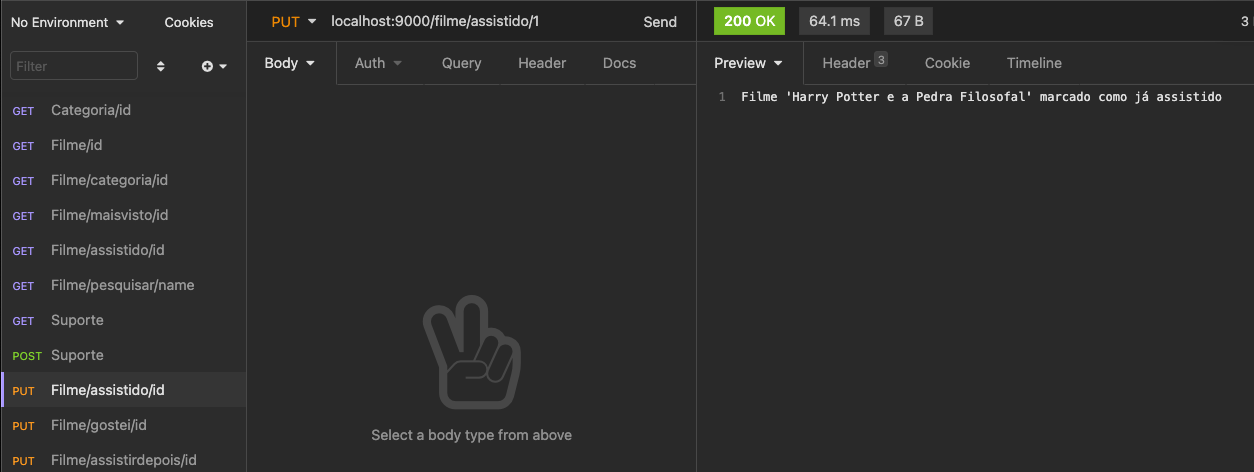 No Environment
Cookies
PUT
localhost:9000/filme/assistido/1
Send
200 OK
64.1 ms
67 B
3
Filter
Body
Auth
Query
Header
Docs
Preview
Header 3
Cookie
Timeline
GET Categoria/id
GET Filme/id
GET Filme/categoria/id
GET Filme/maisvisto/id
GET Filme/assistido/id
GET Filme/pesquisar/name
GET Suporte
POST Suporte
PUT Filme/assistido/id
PUT Filme/gostei/id
PUT Filme/assistirdepois/id
Select a body type from above
1 Filme 'Harry Potter e a Pedra Filosofal' marcado como já assistido